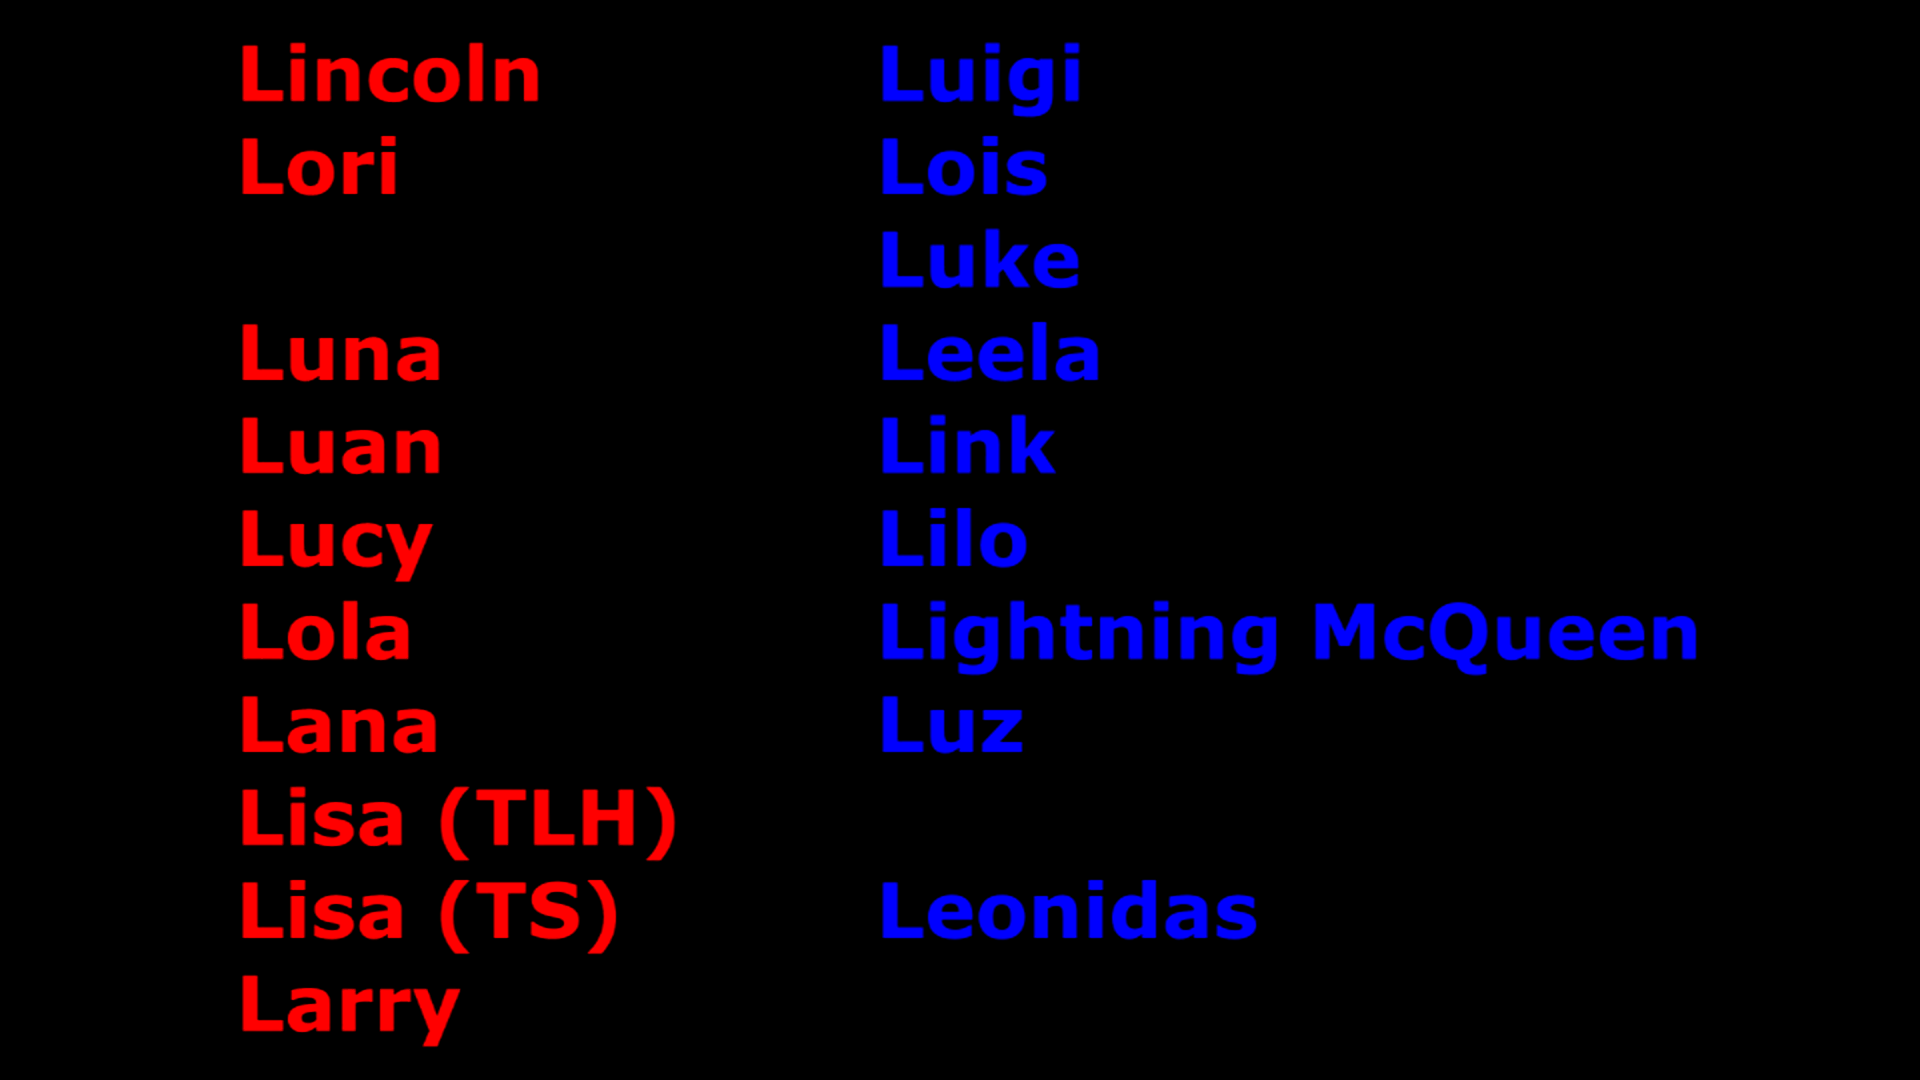 Lincoln
Lori
Luna
Luan
Lucy
Lola
Lana
Lisa (TLH)
Lisa (TS)
Larry
Luigi
Lois
Luke
Leela
Link
Lilo
Lightning McQueen
Luz
Leonidas